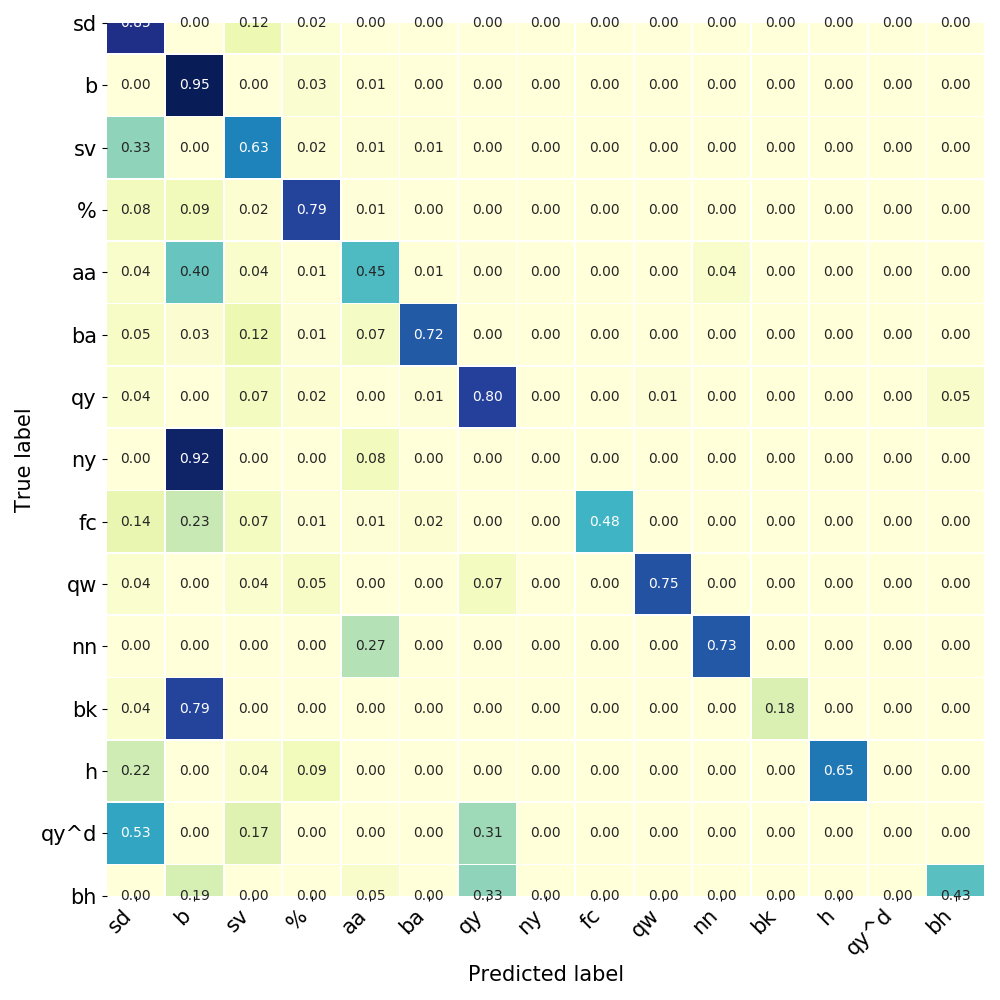 sd 0.85 0.00 0.12 0.02 0.00 0.00 0.00 0.00 0.00 0.00 0.00 0.00 0.00 0.00 0.00
b 0.00 0.95 0.00 0.03 0.01 0.00 0.00 0.00 0.00 0.00 0.00 0.00 0.00 0.00 0.00
sv 0.33 0.00 0.63 0.02 0.01 0.01 0.00 0.00 0.00 0.00 0.00 0.00 0.00 0.00 0.00
% 0.08 0.09 0.02 0.79 0.01 0.00 0.00 0.00 0.00 0.00 0.00 0.00 0.00 0.00 0.00
aa 0.04 0.40 0.04 0.01 0.45 0.01 0.00 0.00 0.00 0.00 0.04 0.00 0.00 0.00 0.00
ba 0.05 0.03 0.12 0.01 0.07 0.72 0.00 0.00 0.00 0.00 0.00 0.00 0.00 0.00 0.00
qy 0.04 0.00 0.07 0.02 0.00 0.01 0.80 0.00 0.00 0.01 0.00 0.00 0.00 0.00 0.05
ny 0.00 0.92 0.00 0.00 0.08 0.00 0.00 0.00 0.00 0.00 0.00 0.00 0.00 0.00 0.00
fc 0.14 0.23 0.07 0.01 0.01 0.02 0.00 0.00 0.48 0.00 0.00 0.00 0.00 0.00 0.00
qw 0.04 0.00 0.04 0.05 0.00 0.00 0.07 0.00 0.00 0.75 0.00 0.00 0.00 0.00 0.00
nn 0.00 0.00 0.00 0.00 0.27 0.00 0.00 0.00 0.00 0.00 0.73 0.00 0.00 0.00 0.00
bk 0.04 0.79 0.00 0.00 0.00 0.00 0.00 0.00 0.00 0.00 0.00 0.18 0.00 0.00 0.00
h 0.22 0.00 0.04 0.09 0.00 0.00 0.00 0.00 0.00 0.00 0.00 0.00 0.65 0.00 0.00
qy^d 0.53 0.00 0.17 0.00 0.00 0.00 0.31 0.00 0.00 0.00 0.00 0.00 0.00 0.00 0.00
bh 0.00 0.19 0.00 0.00 0.05 0.00 0.33 0.00 0.00 0.00 0.00 0.00 0.00 0.00 0.43
sd b sv % aa ba qy ny fc qw nn bk h qy^d bh
Predicted label
True label